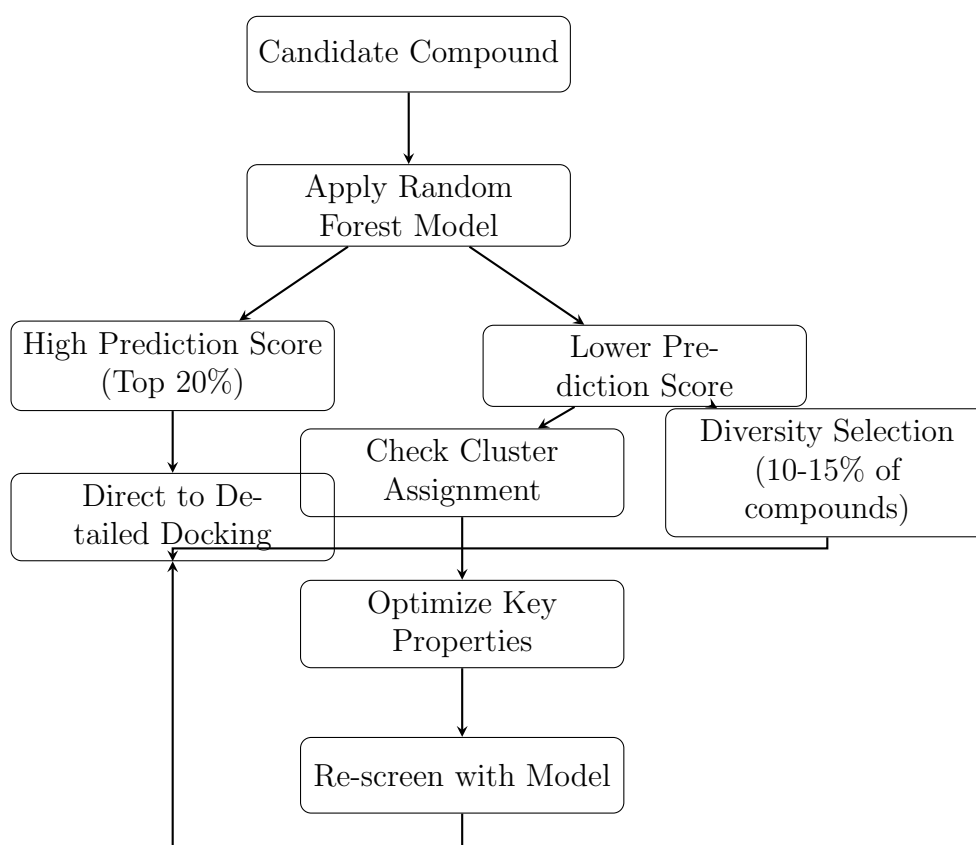 Candidate Compound
Apply Random
Forest Model
High Prediction Score
(Top 20%)
Lower Pre-
diction Score
Direct to De-
tailed Docking
Check Cluster
Assignment
Diversity Selection
(10-15% of
compounds)
Optimize Key
Properties
Re-screen with Model